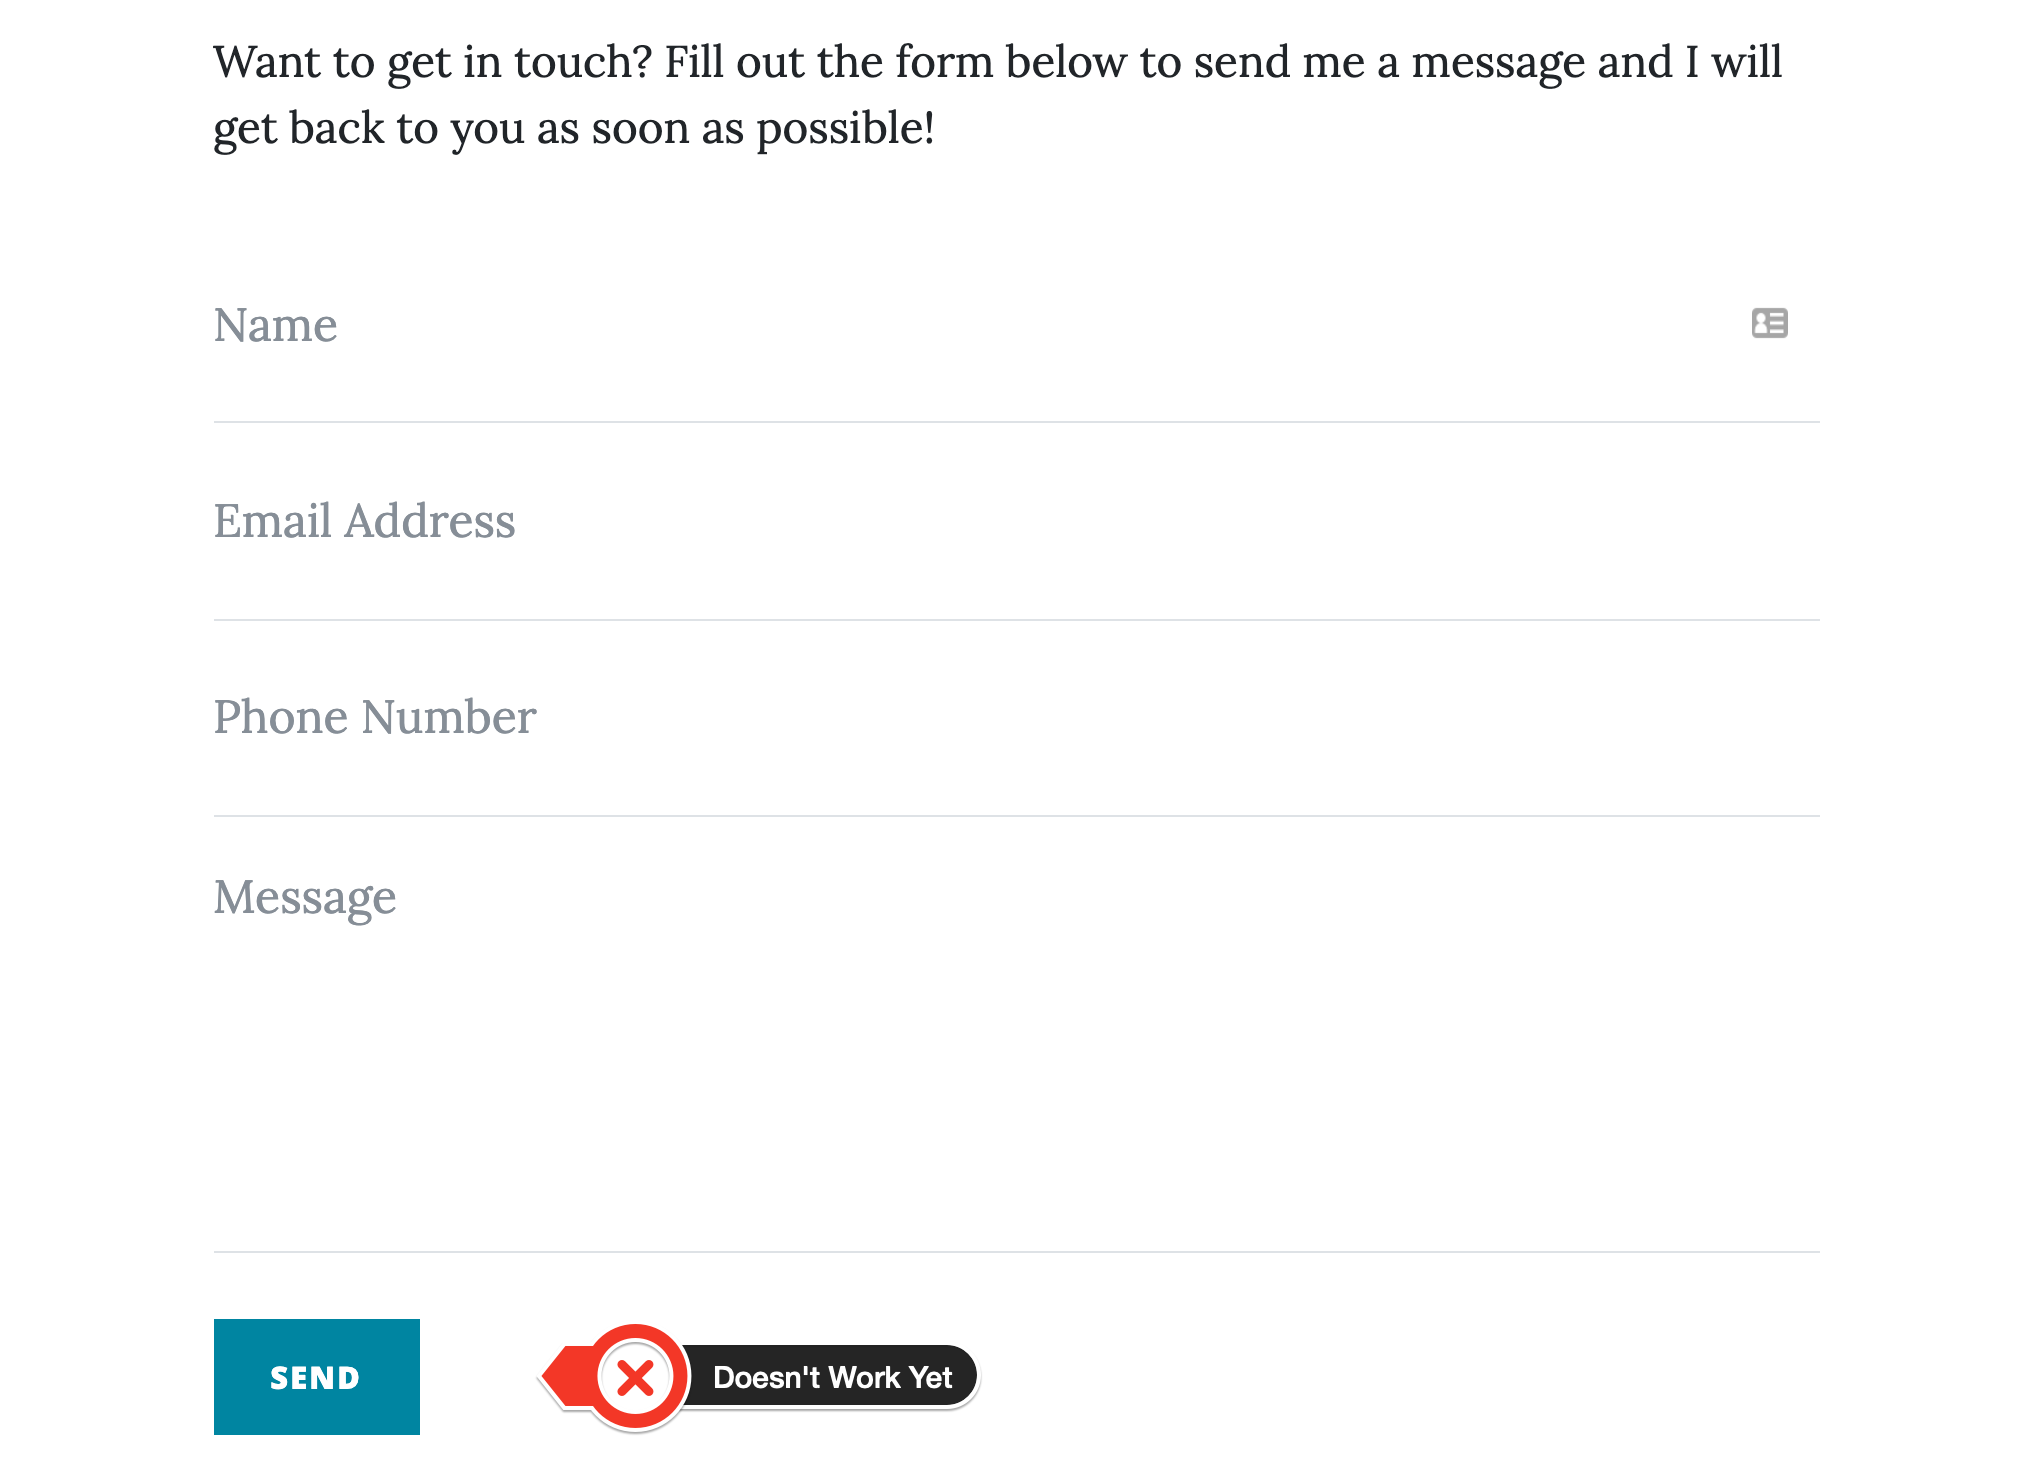 Want to get in touch? Fill out the form below to send me a message and I will
get back to you as soon as possible!
Name
Email Address
Phone Number
Message
SEND
Doesn't Work Yet